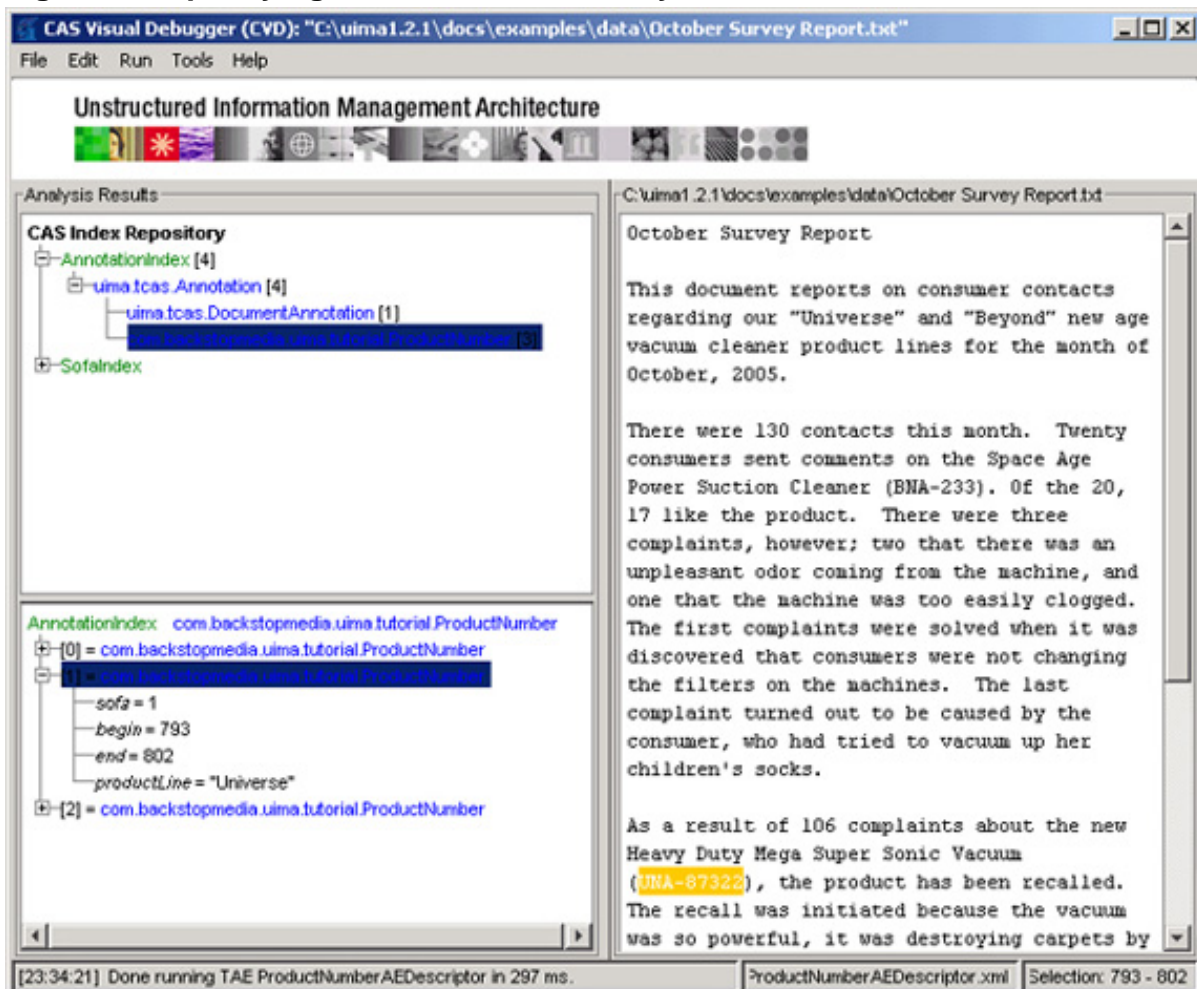 CAS Visual Debugger (CVD): "C:\uima1.2.1\docs\examples\data\October Survey Report.txt"
File Edit Run Tools Help
Unstructured Information Management Architecture
Analysis Results
CAS Index Repository
AnnotationIndex [4]
uima.tcas.Annotation [4]
uima.tcas.DocumentAnnotation [1]
com.backstopmedia.uima.tutorial.ProductNumber [3]
SofaIndex
AnnotationIndex com.backstopmedia.uima.tutorial.ProductNumber
[0] = com.backstopmedia.uima.tutorial.ProductNumber
[1] = com.backstopmedia.uima.tutorial.ProductNumber
sofa = 1
begin = 793
end = 802
productLine = "Universe"
[2] = com.backstopmedia.uima.tutorial.ProductNumber
C:\uima1.2.1\docs\examples\data\October Survey Report.txt
October Survey Report
This document reports on consumer contacts
regarding our "Universe" and "Beyond" new age
vacuum cleaner product lines for the month of
October, 2005.
There were 130 contacts this month. Twenty
consumers sent comments on the Space Age
Power Suction Cleaner (BNA-233). Of the 20,
17 like the product. There were three
complaints, however; two that there was an
unpleasant odor coming from the machine, and
one that the machine was too easily clogged.
The first complaints were solved when it was
discovered that consumers were not changing
the filters on the machines. The last
complaint turned out to be caused by the
consumer, who had tried to vacuum up her
children's socks.
As a result of 106 complaints about the new
Heavy Duty Mega Super Sonic Vacuum
(UNA-87322), the product has been recalled.
The recall was initiated because the vacuum
was so powerful, it was destroying carpets by
[23:34:21] Done running TAE ProductNumberAEDescriptor in 297 ms.
ProductNumberAEDescriptor.xml
Selection: 793 - 802